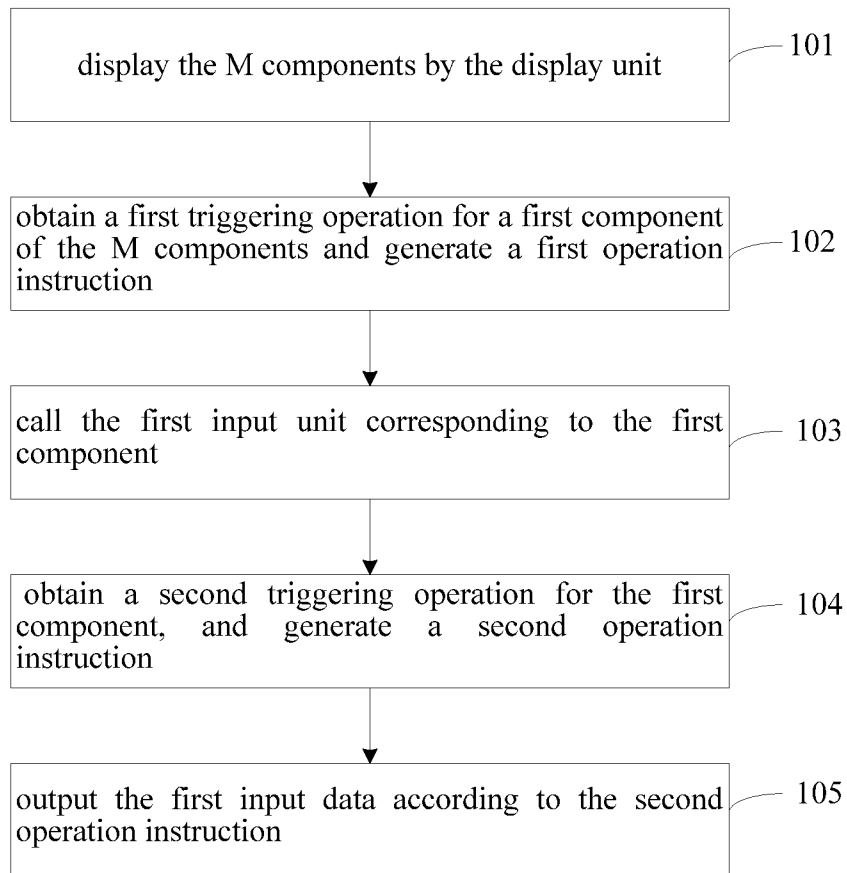 display the M components by the display unit
101
obtain a first triggering operation for a first component
of the M components and generate a first operation
instruction
102
call the first input unit corresponding to the first
component
103
obtain a second triggering operation for the first
component, and generate a second operation
instruction
104
output the first input data according to the second
operation instruction
105